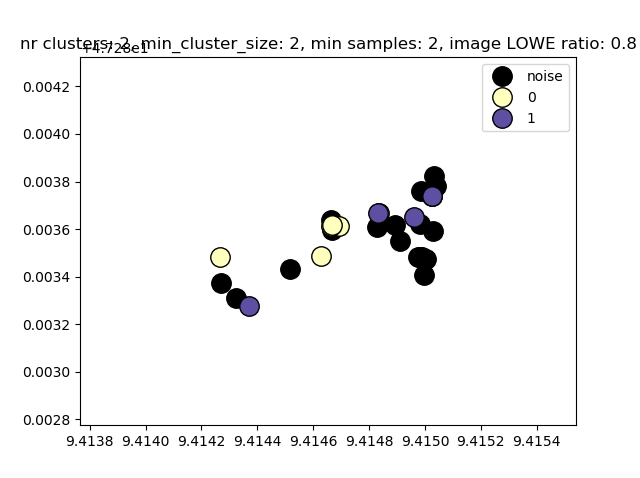 nr clusters: 2, min_cluster_size: 2, min samples: 2, image LOWE ratio: 0.8
+4.728e1
noise
0
1
0.0042
0.0040
0.0038
0.0036
0.0034
0.0032
0.0030
0.0028
9.4138 9.4140 9.4142 9.4144 9.4146 9.4148 9.4150 9.4152 9.4154